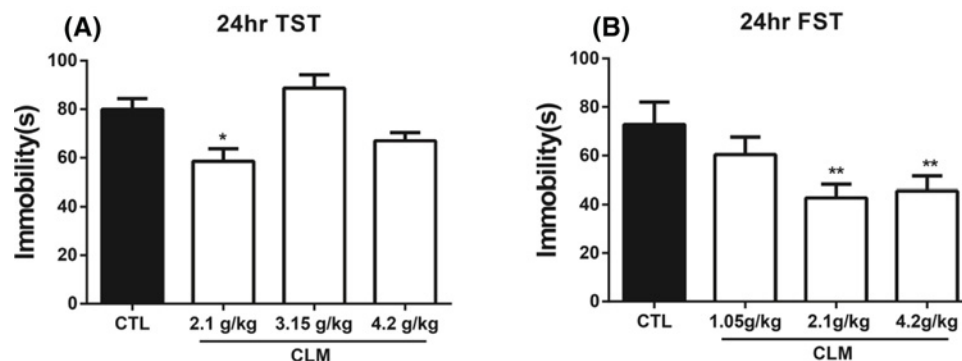 (A) 24hr TST
Immobility(s)
100
80
60
40
20
0
*
CTL 2.1 g/kg 3.15 g/kg 4.2 g/kg
CLM
(B) 24hr FST
Immobility(s)
100
80
60
40
20
0
** **
CTL 1.05g/kg 2.1g/kg 4.2g/kg
CLM